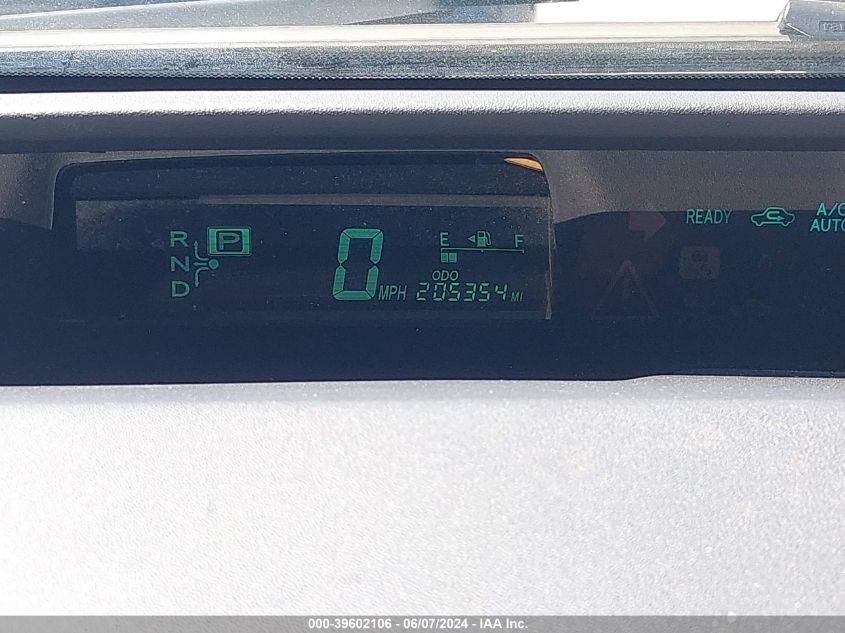 R P
N
D
0 MPH
E F
ODO
205354 MI
READY
A/C
AUTO
000-39602106 - 06/07/2024 - IAA Inc.